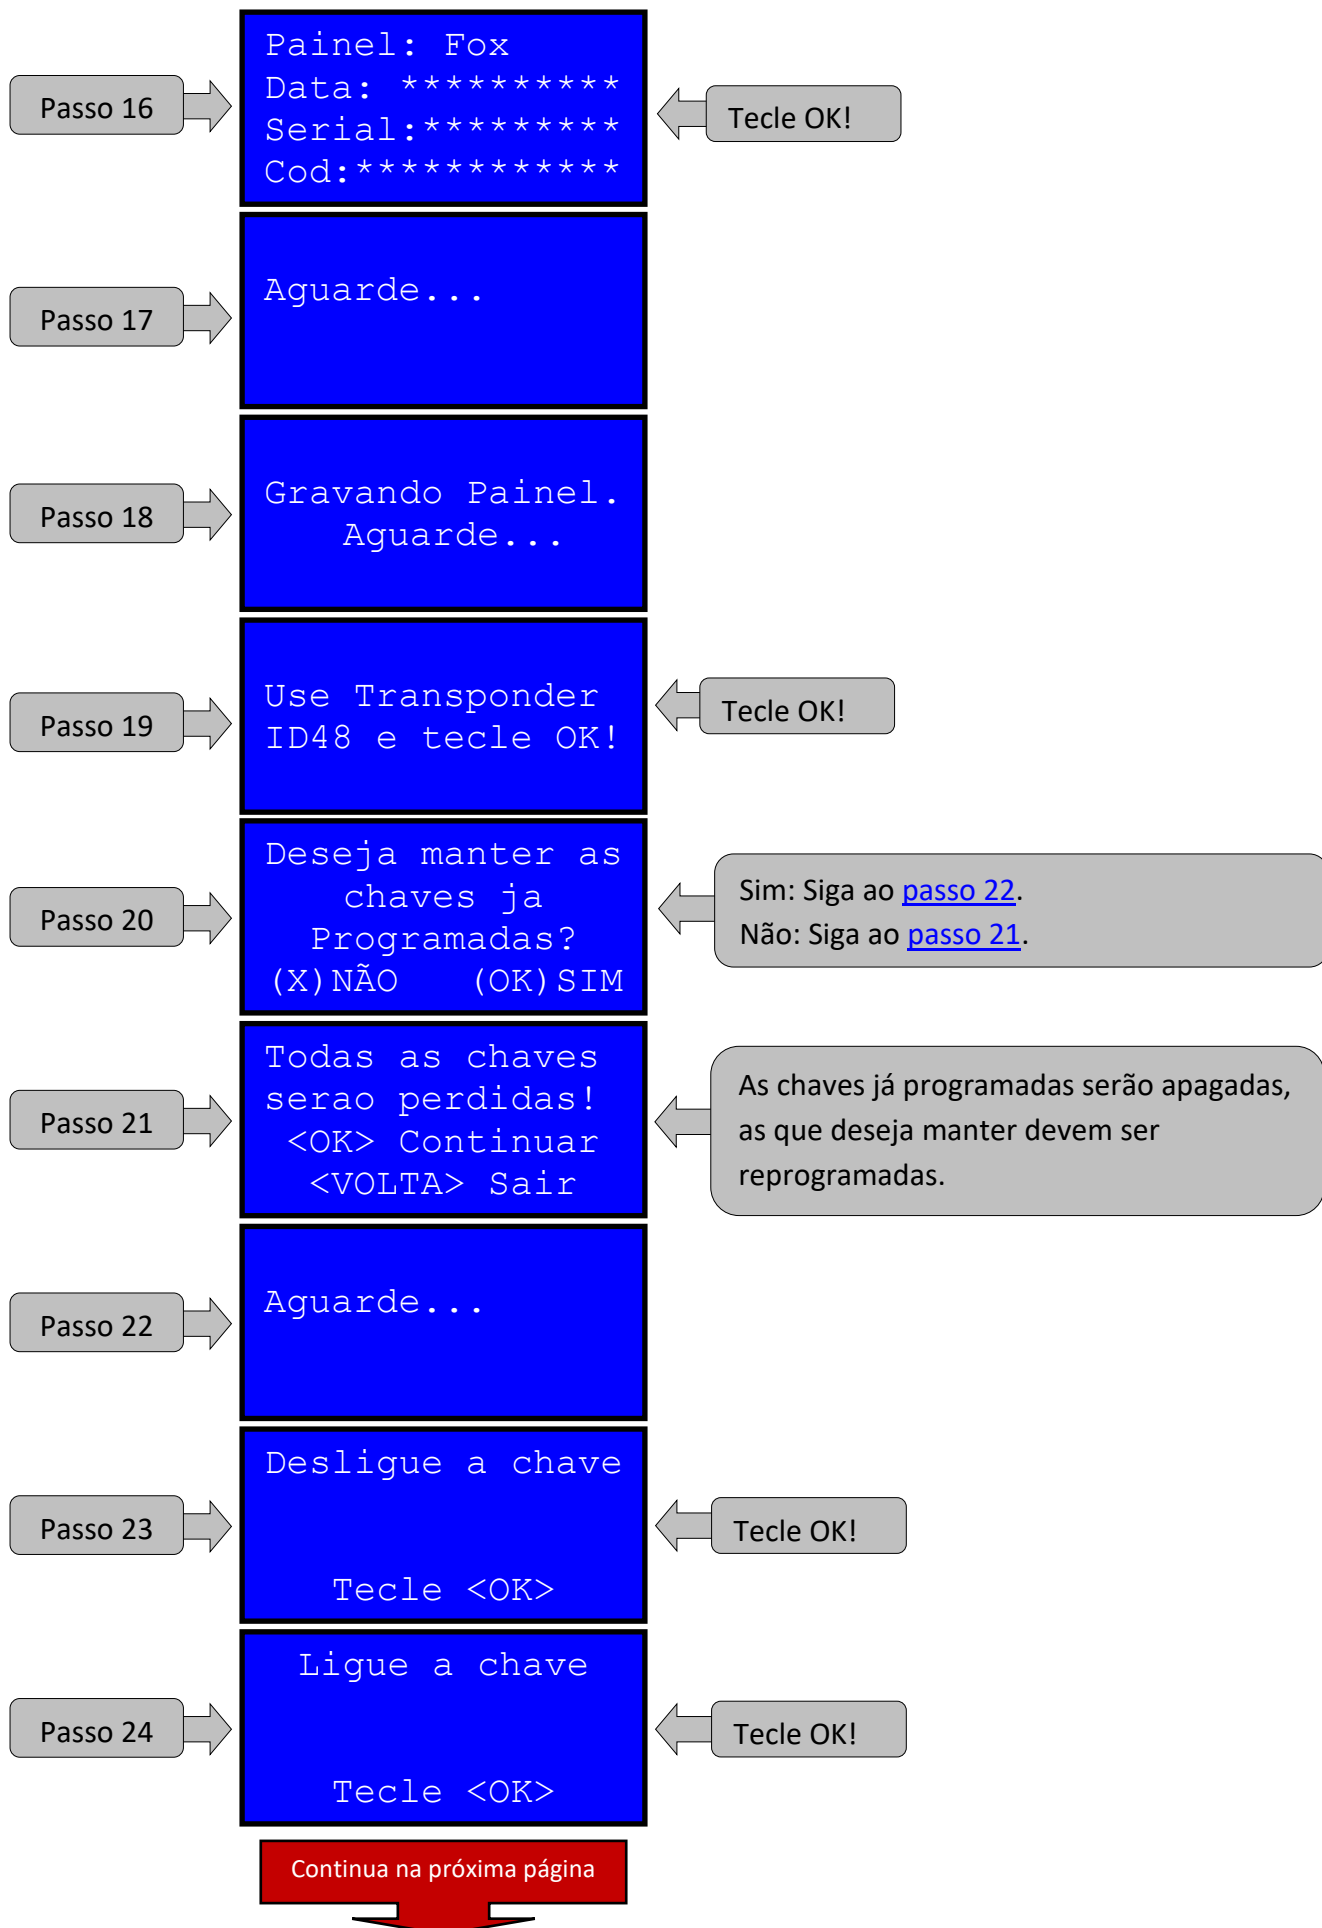 Passo 16
Painel: Fox
Data: **********
Serial:*********
Cod:************
Tecle OK!
Passo 17
Aguarde...
Passo 18
Gravando Painel.
Aguarde...
Passo 19
Use Transponder
ID48 e tecle OK!
Tecle OK!
Passo 20
Deseja manter as
chaves ja
Programadas?
(X)NÃO (OK)SIM
Sim: Siga ao passo 22.
Não: Siga ao passo 21.
Passo 21
Todas as chaves
serao perdidas!
<OK> Continuar
<VOLTA> Sair
As chaves já programadas serão apagadas,
as que deseja manter devem ser
reprogramadas.
Passo 22
Aguarde...
Passo 23
Desligue a chave
Tecle <OK>
Tecle OK!
Passo 24
Ligue a chave
Tecle <OK>
Tecle OK!
Continua na próxima página